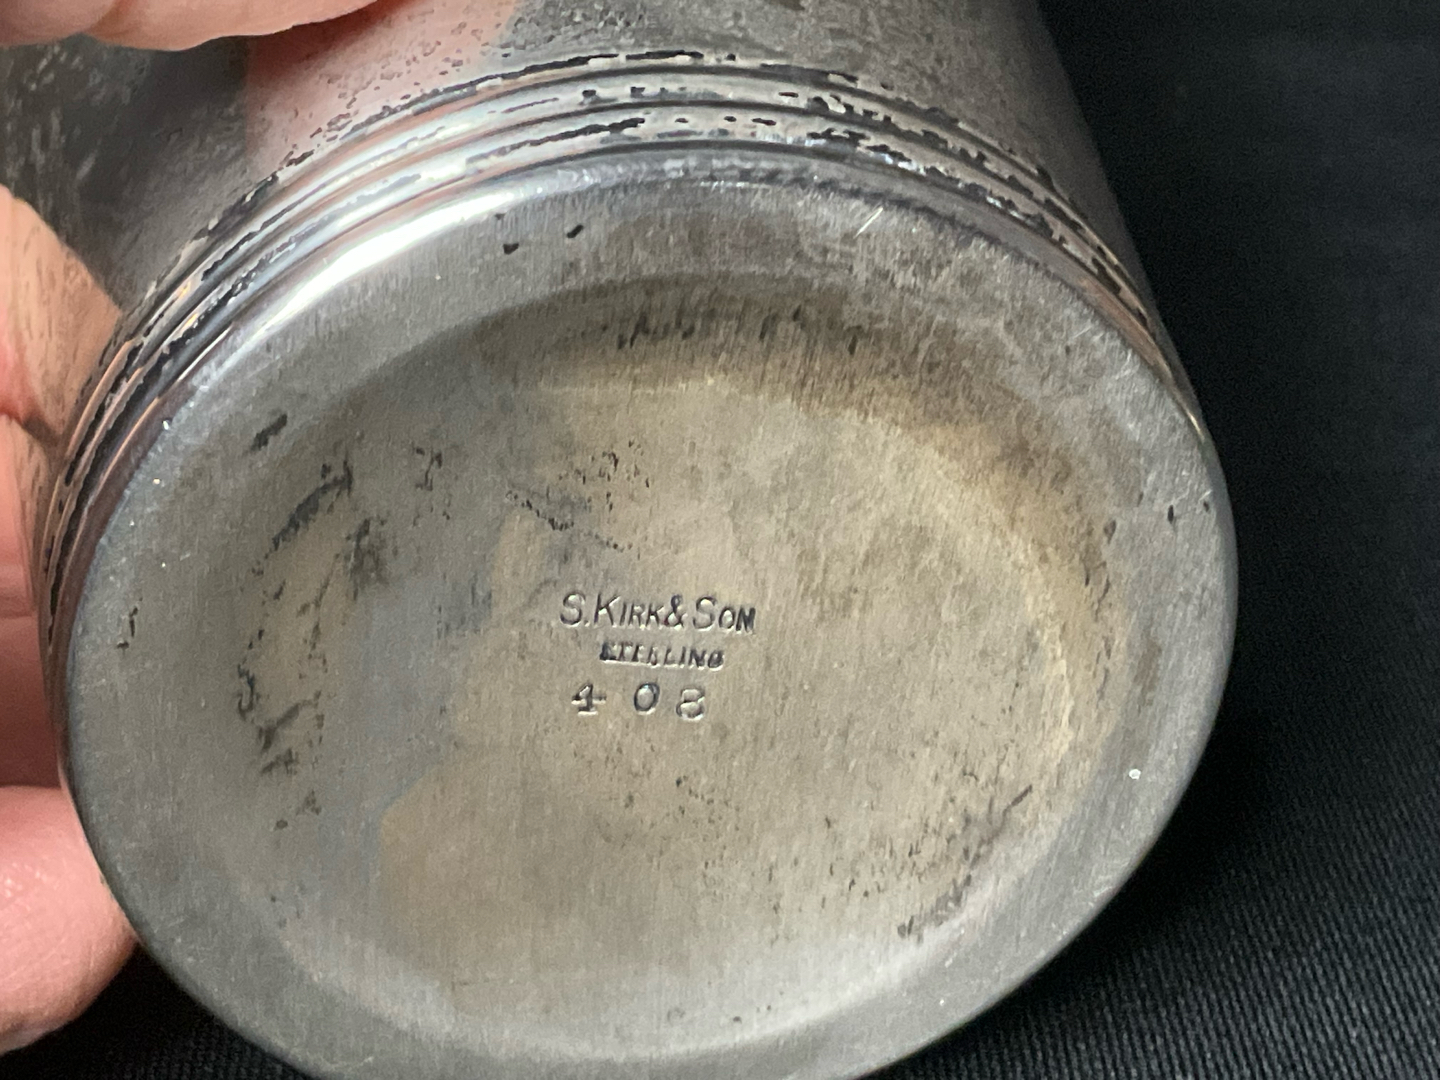 S. KIRK & SON
STERLING
408